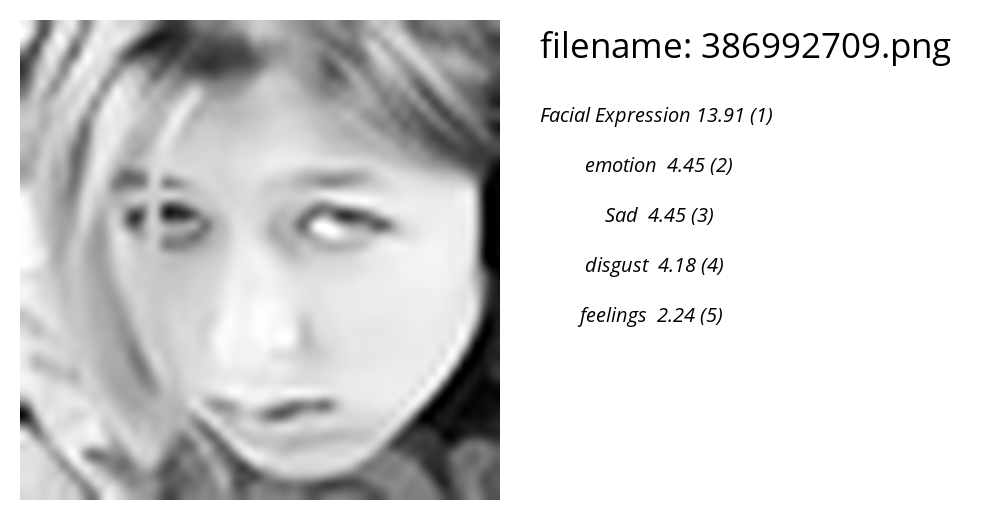 filename: 386992709.png
Facial Expression 13.91 (1)
emotion 4.45 (2)
Sad 4.45 (3)
disgust 4.18 (4)
feelings 2.24 (5)